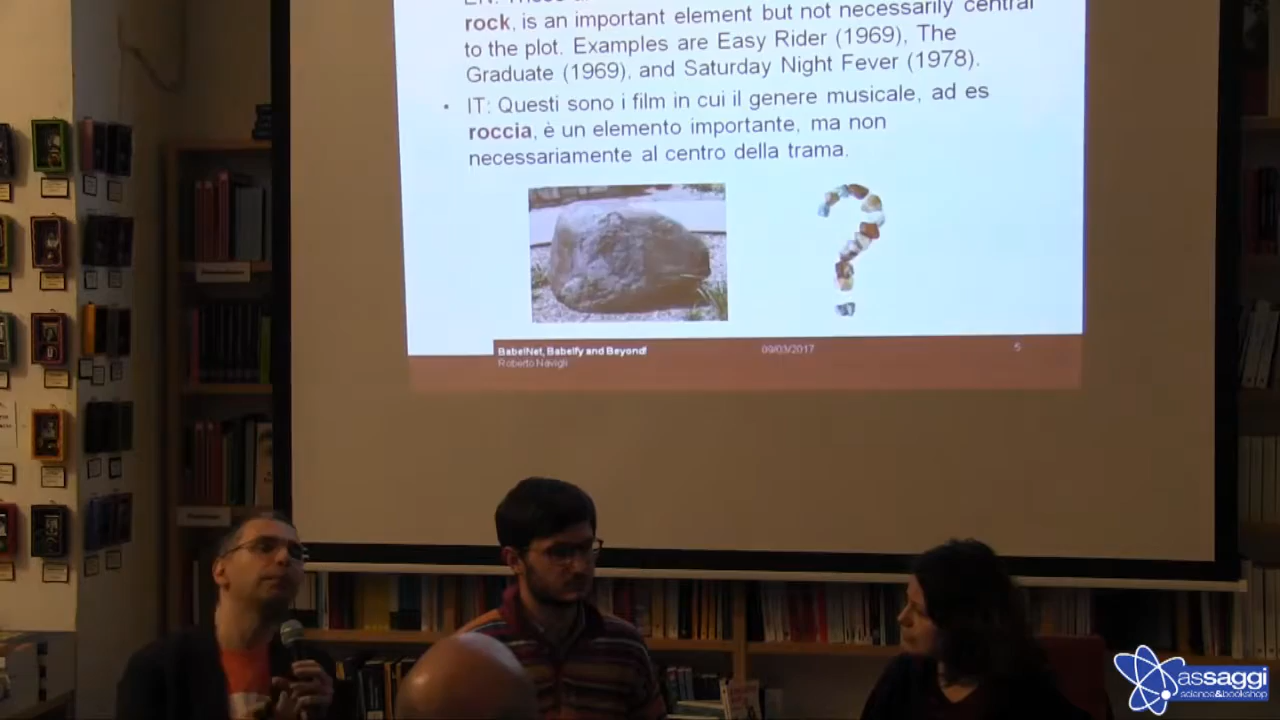 rock, is an important element but not necessarily central
to the plot. Examples are Easy Rider (1969), The
Graduate (1969), and Saturday Night Fever (1978).
• IT: Questi sono i film in cui il genere musicale, ad es
roccia, è un elemento importante, ma non
necessariamente al centro della trama.
BabelNet, Babelfy and Beyond!
Roberto Navigli
09/03/2017
5
assaggi
science&bookshop